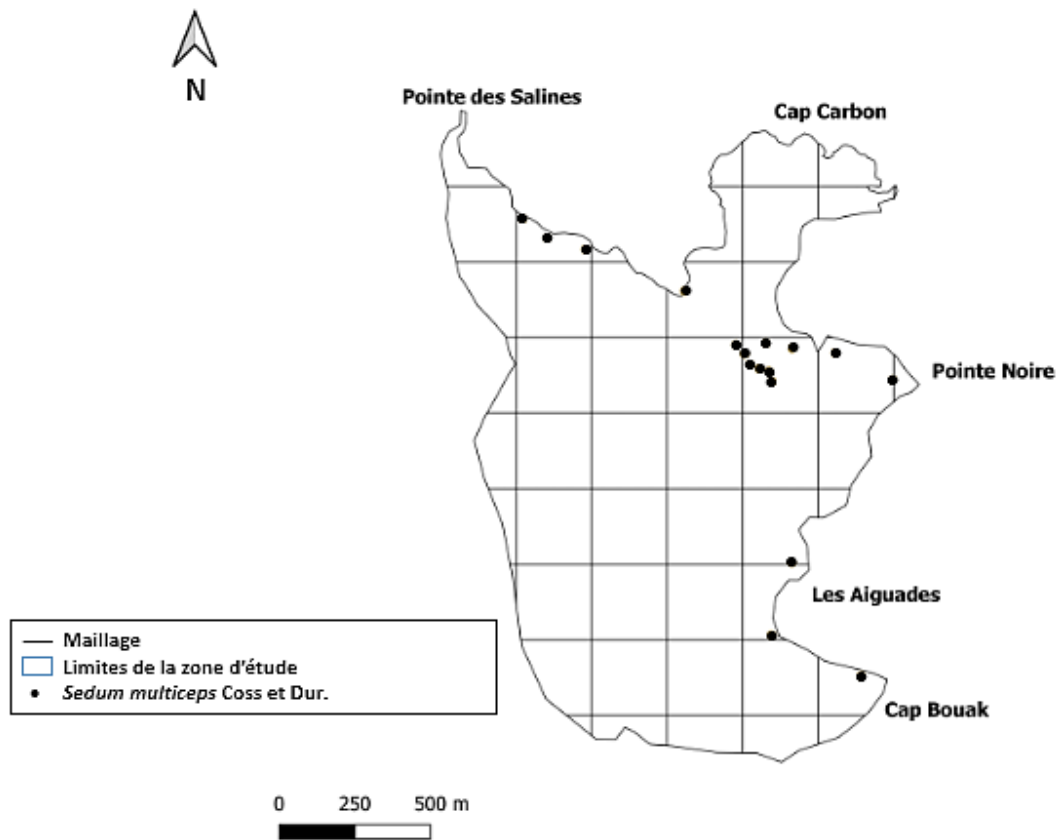 N
Pointe des Salines
Cap Carbon
Pointe Noire
Les Aiguades
Cap Bouak
Maillage
Limites de la zone d'étude
Sedum multiceps Coss et Dur.
0 250 500 m